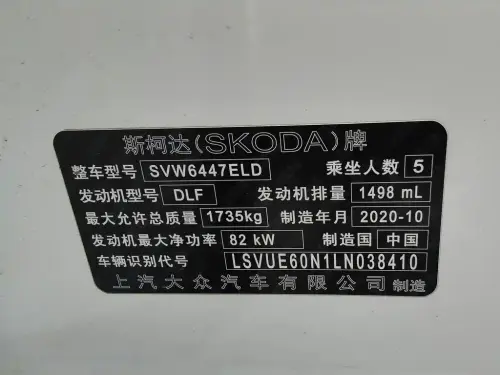 斯柯达(SKODA)牌
整车型号 SVW6447ELD 乘坐人数 5
发动机型号 DLF 发动机排量 1498 mL
最大允许总质量 1735kg 制造年月 2020-10
发动机最大净功率 82 kW 制造国 中国
车辆识别代号 LSVUE60N1LN038410
上汽大众汽车有限公司 制造